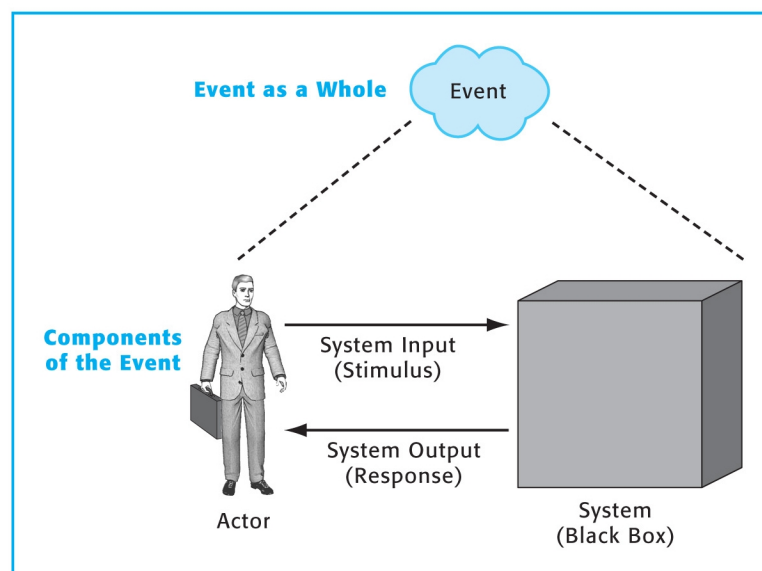 Event as a Whole
Event
Components
of the Event
System Input
(Stimulus)
System Output
(Response)
Actor
System
(Black Box)